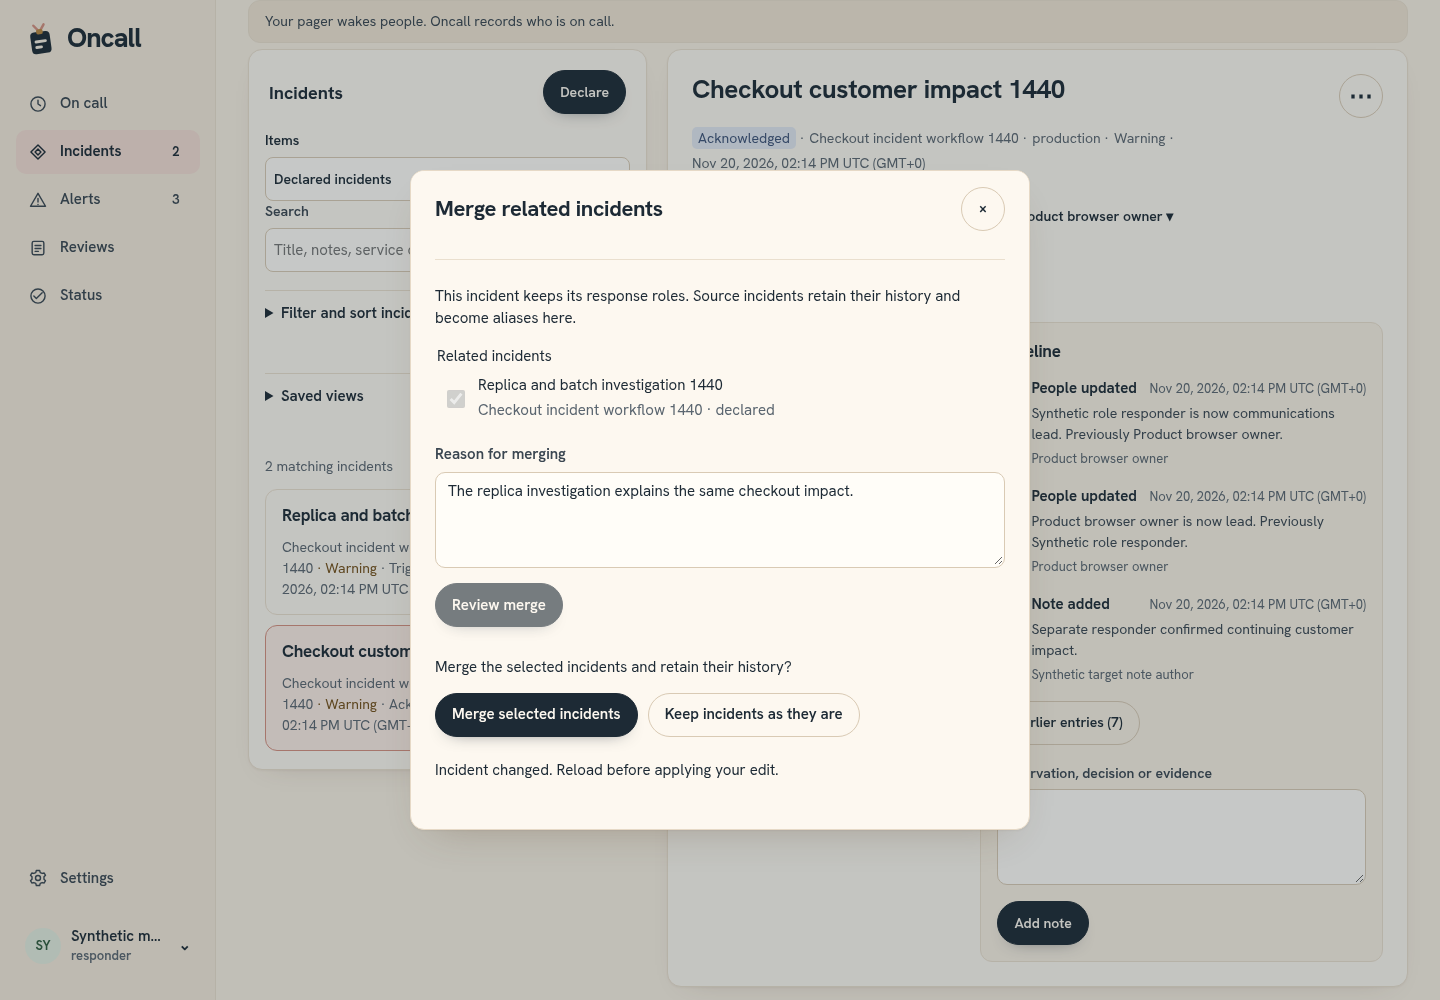 Oncall
On call
Incidents 2
Alerts 3
Reviews
Status
Settings
SY
Synthetic m...
responder
Your pager wakes people. Oncall records who is on call.
Incidents
Declare
Items
Declared incidents
Search
Title, notes, service
Filter and sort
Saved views
2 matching incidents
Replica and batch
Checkout incident
1440 · Warning ·
2026, 02:14 PM UTC
Checkout
Checkout incident
1440 · Warning ·
02:14 PM UTC
Checkout customer impact 1440
Acknowledged · Checkout incident workflow 1440 · production · Warning ·
Nov 20, 2026, 02:14 PM UTC (GMT+0)
browser owner ▾
People updated Nov 20, 2026, 02:14 PM UTC (GMT+0)
Synthetic role responder is now communications
lead. Previously Product browser owner.
Product browser owner
People updated Nov 20, 2026, 02:14 PM UTC (GMT+0)
Product browser owner is now lead. Previously
Synthetic role responder.
Product browser owner
Note added Nov 20, 2026, 02:14 PM UTC (GMT+0)
Separate responder confirmed continuing customer
impact.
Synthetic target note author
entries (7)
decision or evidence
Add note
Merge related incidents
×
This incident keeps its response roles. Source incidents retain their history and
become aliases here.
Related incidents
Replica and batch investigation 1440
Checkout incident workflow 1440 · declared
Reason for merging
The replica investigation explains the same checkout impact.
Review merge
Merge the selected incidents and retain their history?
Merge selected incidents
Keep incidents as they are
Incident changed. Reload before applying your edit.